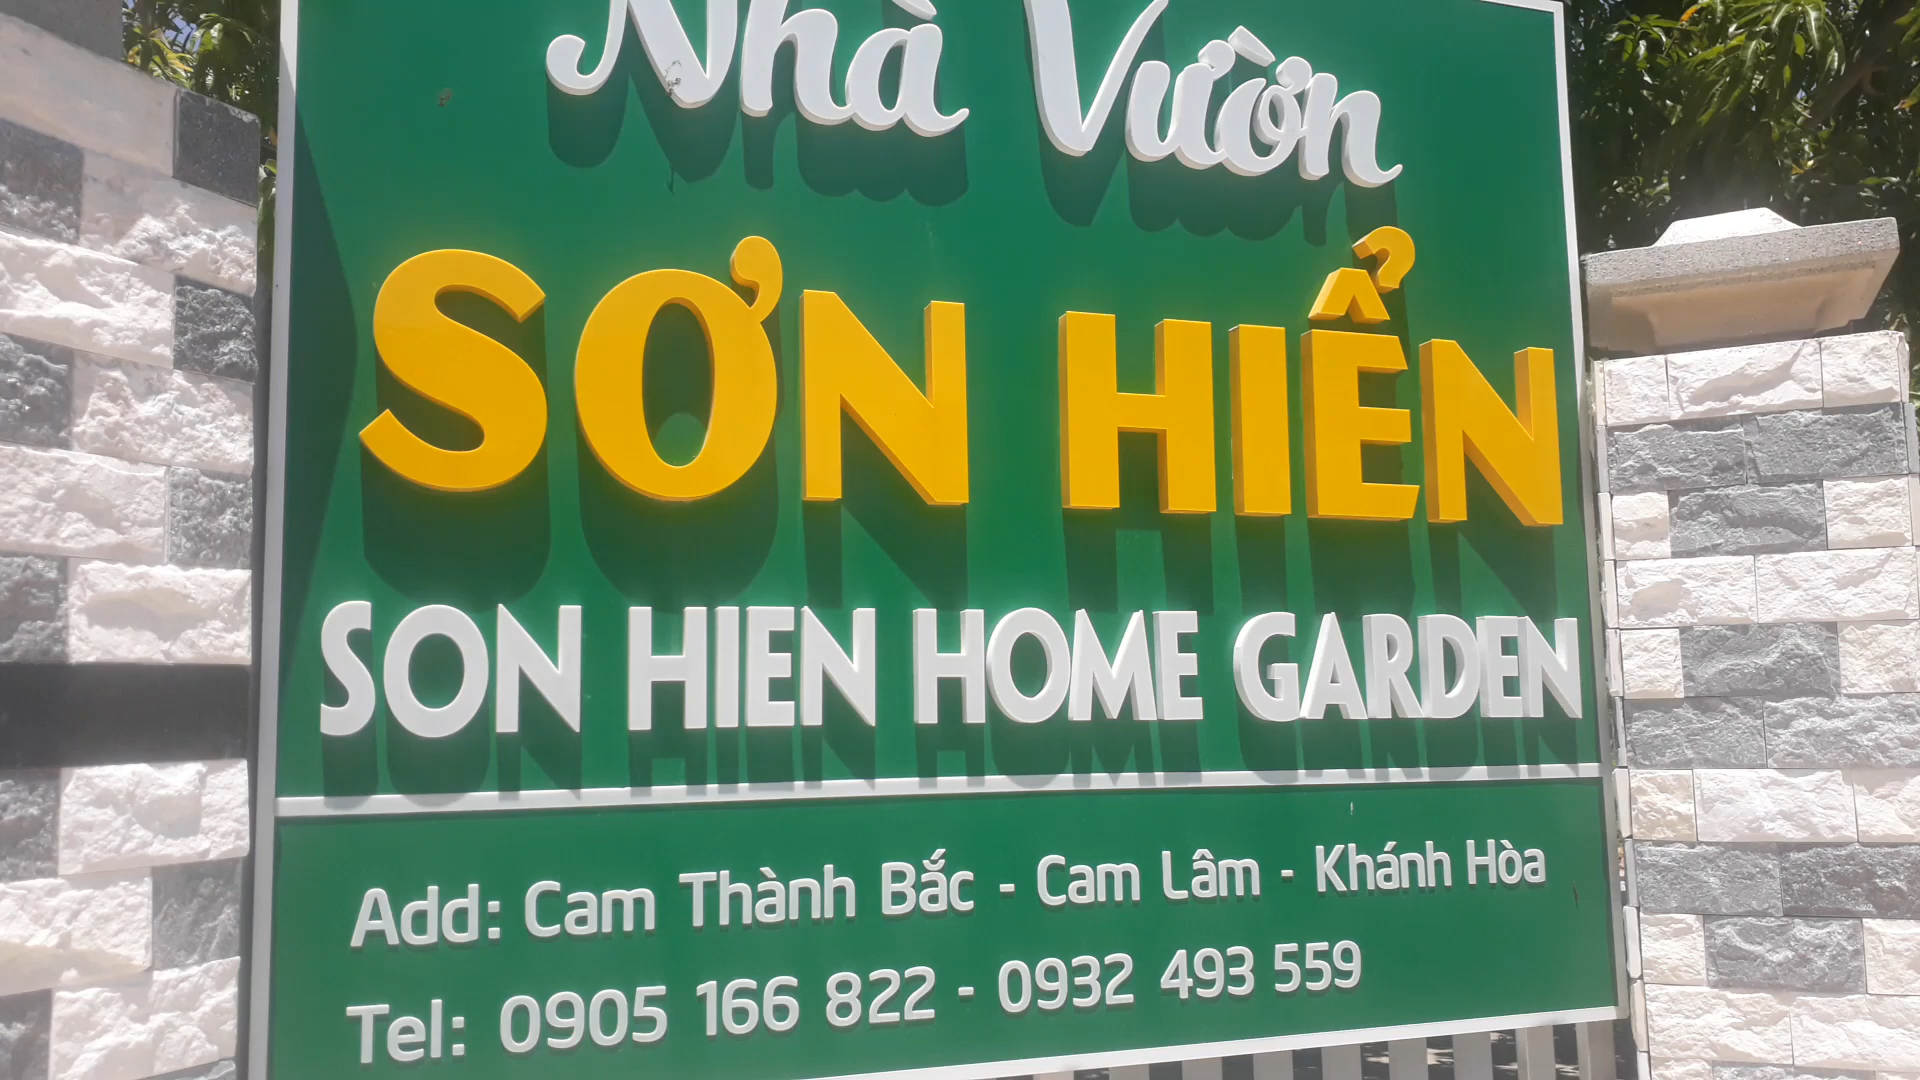 Nhà Vườn
SƠN HIỂN
SON HIEN HOME GARDEN
Add: Cam Thành Bắc - Cam Lâm - Khánh Hòa
Tel: 0905 166 822 - 0932 493 559